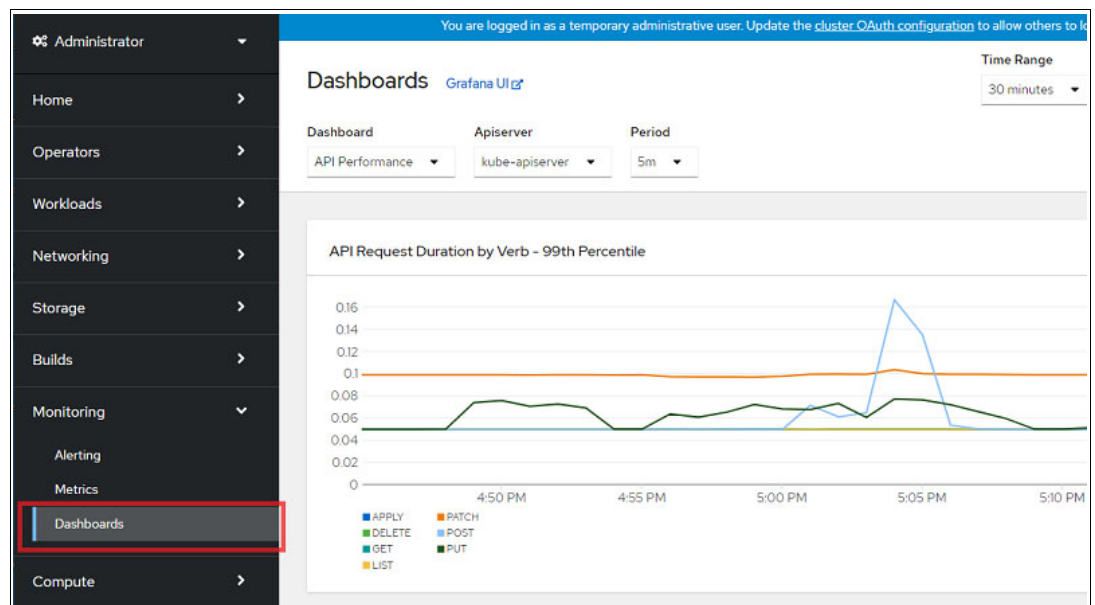 You are logged in as a temporary administrative user. Update the cluster OAuth configuration to allow others to
Administrator
Home
Operators
Workloads
Networking
Storage
Builds
Monitoring
Alerting
Metrics
Dashboards
Compute
Dashboards Grafana UI
Time Range
30 minutes
Dashboard Apiserver Period
API Performance kube-apiserver 5m
API Request Duration by Verb - 99th Percentile
0.16
0.14
0.12
0.1
0.08
0.06
0.04
0.02
0
4:50 PM 4:55 PM 5:00 PM 5:05 PM 5:10 PM
APPLY PATCH
DELETE POST
GET PUT
LIST